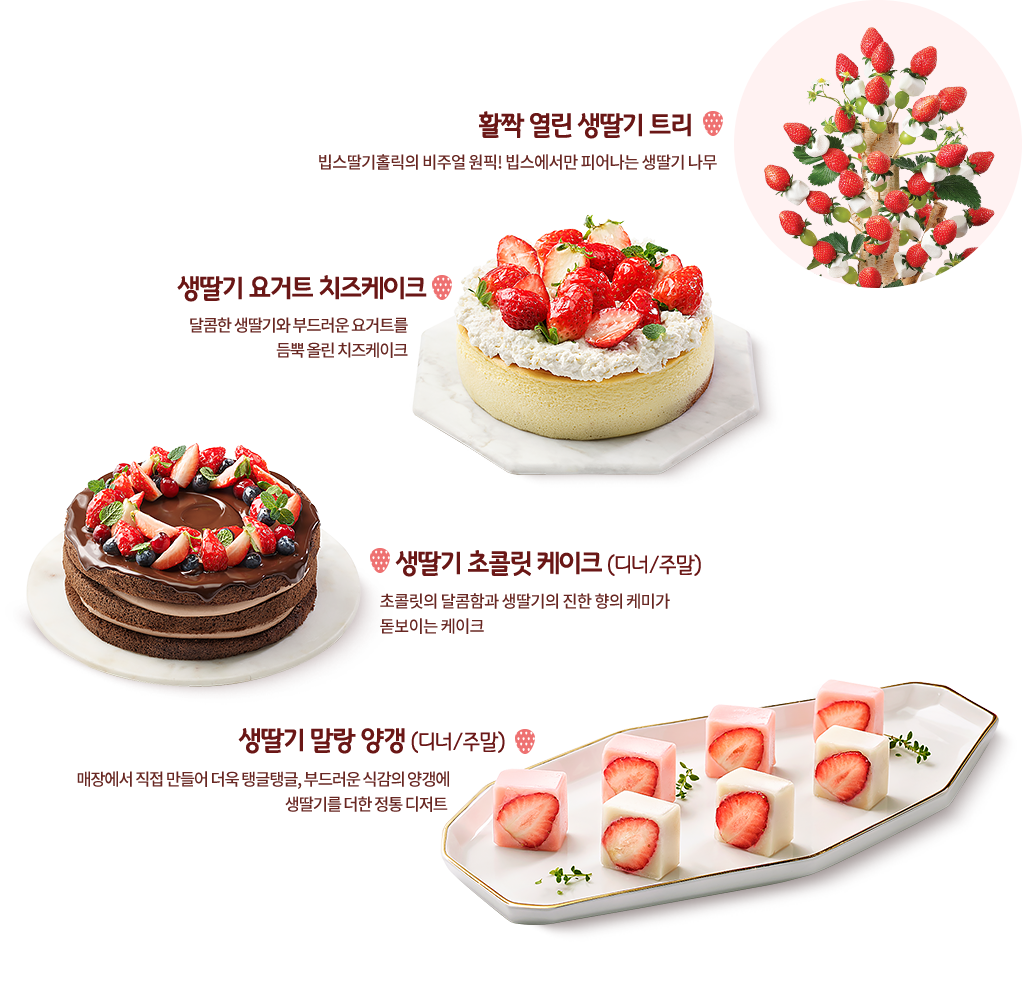 활짝 열린 생딸기 트리
빕스딸기홀릭의 비주얼 원픽! 빕스에서만 피어나는 생딸기 나무
생딸기 요거트 치즈케이크
달콤한 생딸기와 부드러운 요거트를
듬뿍 올린 치즈케이크
생딸기 초콜릿 케이크 (디너/주말)
초콜릿의 달콤함과 생딸기의 진한 향의 케미가
돋보이는 케이크
생딸기 말랑 양갱 (디너/주말)
매장에서 직접 만들어 더욱 탱글탱글, 부드러운 식감의 양갱에
생딸기를 더한 정통 디저트